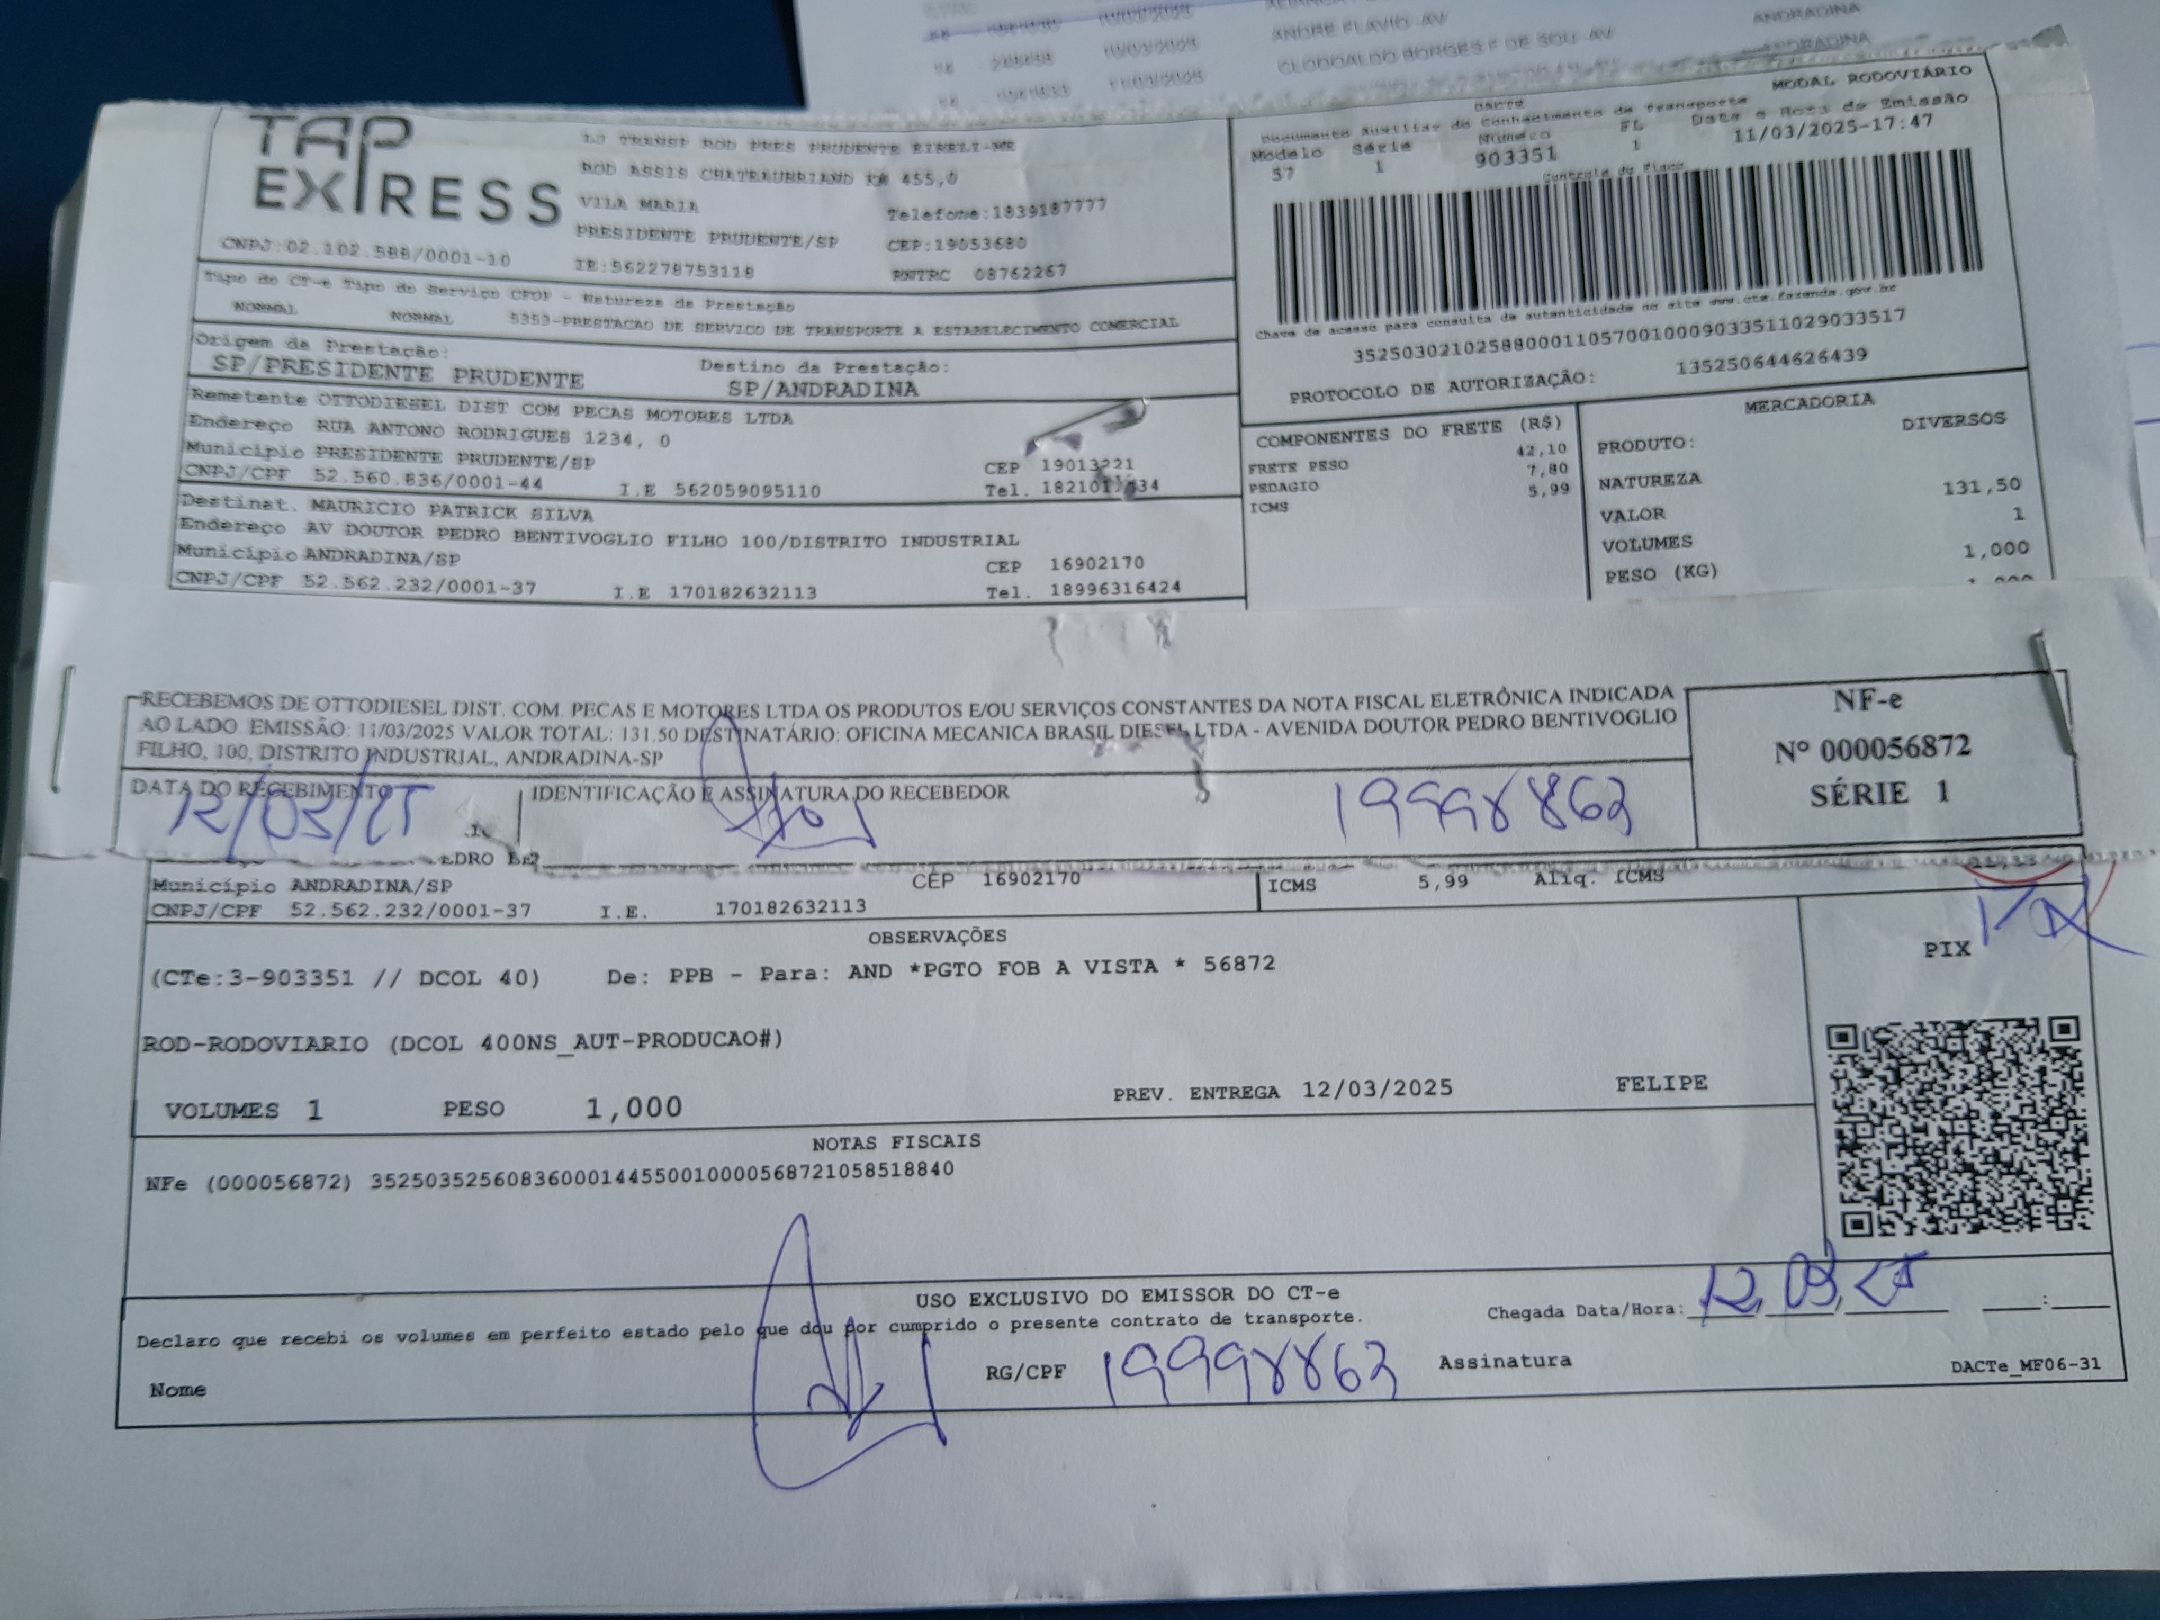 ANDRE FLAVIO AV
ANDRADINA
CLODOALDO BORGES F DE SOU AV
ANDRADINA
TAP
EXPRESS
ROD ASSIS CHATEAUBRIAND KM 455,0
VILA MARIA
Telefone:1839187777
PRESIDENTE PRUDENTE/SP
CEP:19053680
CNPJ:02.102.588/0001-10
IE:562278753118
RNTRC 08762267
MODAL RODOVIÁRIO
DACTE
Documento Auxiliar do Conhecimento de Transporte
Modelo Série Número FL Data e Hora de Emissão
57 1 903351 1 11/03/2025-17:47
Controle do Fisco
Chave de acesso para consulta de autenticidade no site www.cte.fazenda.gov.br
35250302102588000110570010009033511029033517
PROTOCOLO DE AUTORIZAÇÃO: 135250644626439
Tipo do CT-e Tipo do Serviço CFOP - Natureza da Prestação
NORMAL NORMAL 5353-PRESTACAO DE SERVICO DE TRANSPORTE A ESTABELECIMENTO COMERCIAL
Origem da Prestação: Destino da Prestação:
SP/PRESIDENTE PRUDENTE SP/ANDRADINA
Remetente OTTODIESEL DIST COM PECAS MOTORES LTDA
Endereço RUA ANTONO RODRIGUES 1234, 0
Município PRESIDENTE PRUDENTE/SP CEP 19013221
CNPJ/CPF 52.560.836/0001-44 I.E 562059095110 Tel.
Destinat. MAURICIO PATRICK SILVA
Endereço AV DOUTOR PEDRO BENTIVOGLIO FILHO 100/DISTRITO INDUSTRIAL
Município ANDRADINA/SP CEP 16902170
CNPJ/CPF 52.562.232/0001-37 I.E 170182632113 Tel. 18996316424
COMPONENTES DO FRETE (R$)
FRETE PESO 42,10
PEDAGIO 7,80
ICMS 5,99
MERCADORIA
PRODUTO: DIVERSOS
NATUREZA
VALOR 131,50
VOLUMES 1
PESO (KG) 1,000
RECEBEMOS DE OTTODIESEL DIST. COM. PECAS E MOTORES LTDA OS PRODUTOS E/OU SERVIÇOS CONSTANTES DA NOTA FISCAL ELETRÔNICA INDICADA
AO LADO. EMISSÃO: 11/03/2025 VALOR TOTAL: 131.50 DESTINATÁRIO: OFICINA MECANICA BRASIL DIESEL LTDA - AVENIDA DOUTOR PEDRO BENTIVOGLIO
FILHO, 100, DISTRITO INDUSTRIAL, ANDRADINA-SP
NF-e
Nº 000056872
SÉRIE 1
DATA DO RECEBIMENTO IDENTIFICAÇÃO E ASSINATURA DO RECEBEDOR
12/03/25 19998863
EDRO BE
Município ANDRADINA/SP CEP 16902170 ICMS 5,99 Aliq. ICMS
CNPJ/CPF 52.562.232/0001-37 I.E. 170182632113
OBSERVAÇÕES
(CTe:3-903351 // DCOL 40) De: PPB - Para: AND *PGTO FOB A VISTA * 56872
PIX
ROD-RODOVIARIO (DCOL 400NS_AUT-PRODUCAO#)
VOLUMES 1 PESO 1,000 PREV. ENTREGA 12/03/2025 FELIPE
NOTAS FISCAIS
NFe (000056872) 35250352560836000144550010000568721058518840
USO EXCLUSIVO DO EMISSOR DO CT-e
Declaro que recebi os volumes em perfeito estado pelo que dou por cumprido o presente contrato de transporte.
Chegada Data/Hora: 12 03 25 :
Nome RG/CPF 19998863 Assinatura
DACTe_MF06-31